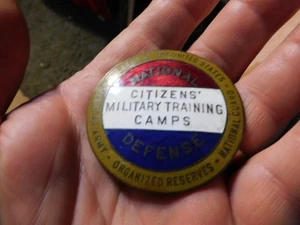 NATIONAL
CITIZENS'
MILITARY TRAINING
CAMPS
DEFENSE
UNITED STATES
ARMY · ORGANIZED RESERVES · NATIONAL GUARD